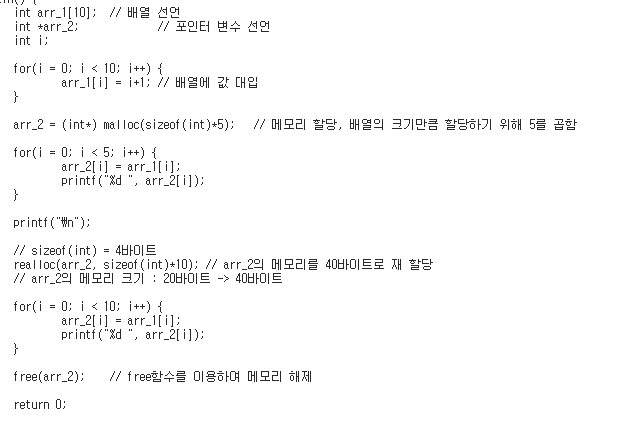 int arr_1[10];  // 배열 선언
int *arr_2;          // 포인터 변수 선언
int i;
for(i = 0; i < 10; i++) {
arr_1[i] = i+1; // 배열에 값 대입
}
arr_2 = (int*) malloc(sizeof(int)*5);   // 메모리 할당, 배열의 크기만큼 할당하기 위해 5를 곱함
for(i = 0; i < 5; i++) {
arr_2[i] = arr_1[i];
printf("%d ", arr_2[i]);
}
printf("₩n");
// sizeof(int) = 4바이트
realloc(arr_2, sizeof(int)*10); // arr_2의 메모리를 40바이트로 재 할당
// arr_2의 메모리 크기 : 20바이트 -> 40바이트
for(i = 0; i < 10; i++) {
arr_2[i] = arr_1[i];
printf("%d ", arr_2[i]);
}
free(arr_2);    // free함수를 이용하여 메모리 해제
return 0;